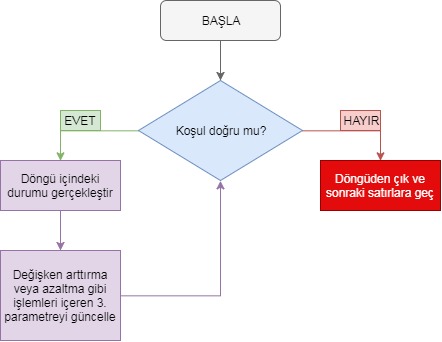 BAŞLA
EVET
Koşul doğru mu?
HAYIR
Döngü içindeki
durumu gerçekleştir
Döngüden çık ve
sonraki satırlara geç
Değişken arttırma
veya azaltma gibi
işlemleri içeren 3.
parametreyi güncelle